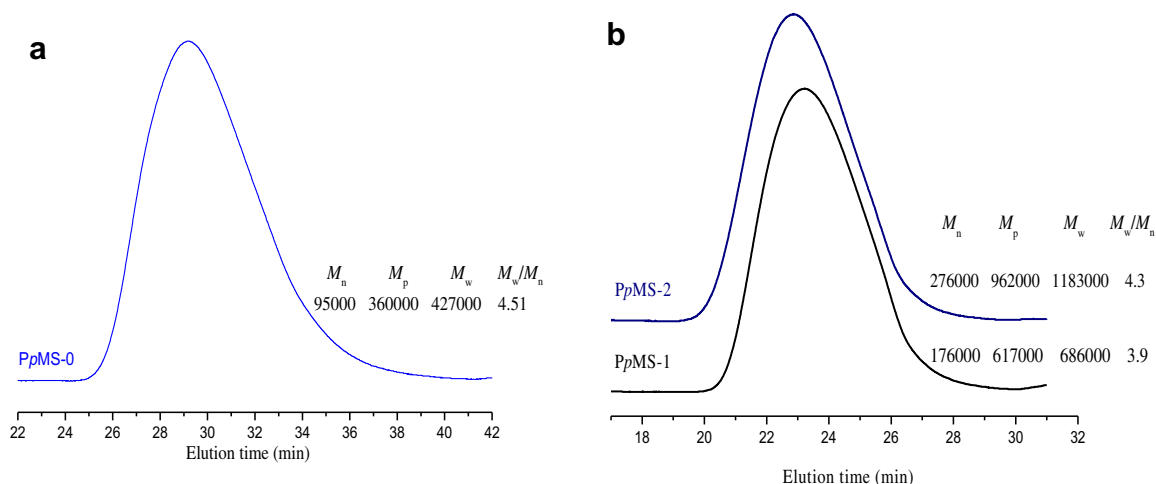 a
Mn Mp Mw Mw/Mn
95000 360000 427000 4.51
PpMS-0
22 24 26 28 30 32 34 36 38 40 42
Elution time (min)
b
Mn Mp Mw Mw/Mn
PpMS-2 276000 962000 1183000 4.3
PpMS-1 176000 617000 686000 3.9
18 20 22 24 26 28 30 32
Elution time (min)